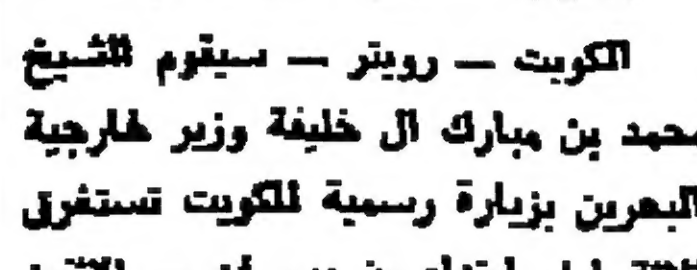 الكويت — رويتر — سيقوم الشيخ
محمد بن مبارك ال خليفة وزير خارجية
البحرين بزيارة رسمية للكويت تستغرق